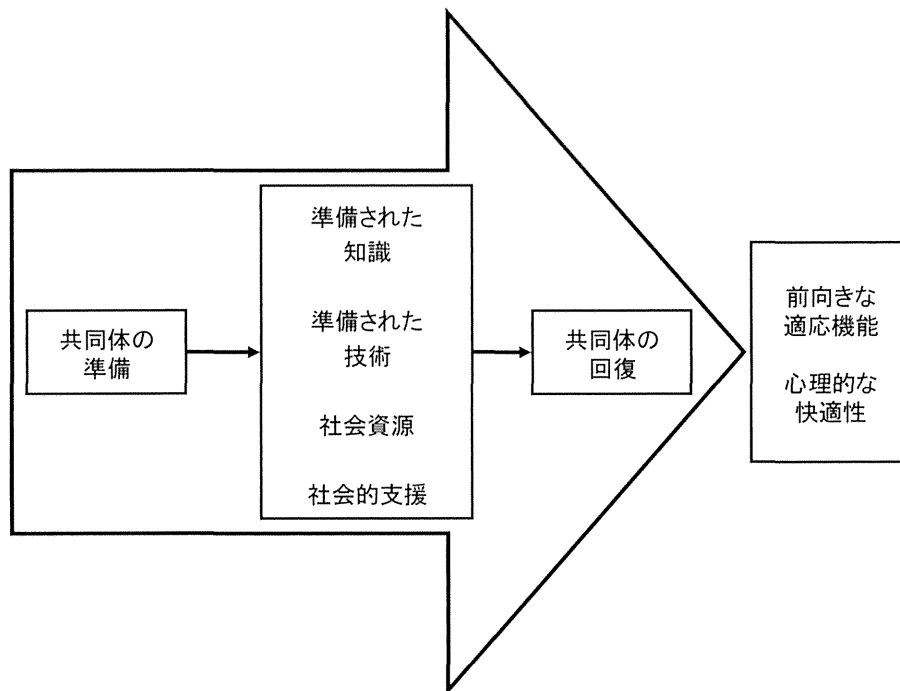 共同体の
準備
準備された
知識
準備された
技術
社会資源
社会的支援
共同体の
回復
前向きな
適応機能
心理的な
快適性